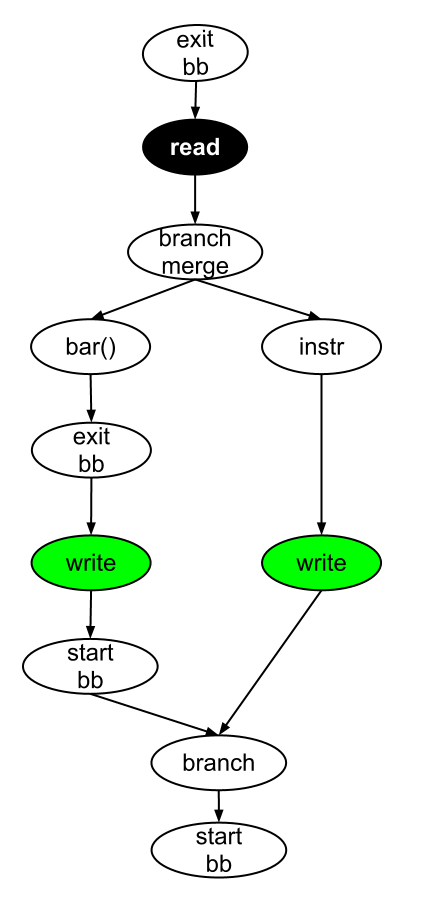 exit
bb
read
branch
merge
bar()
instr
exit
bb
write
write
start
bb
branch
start
bb